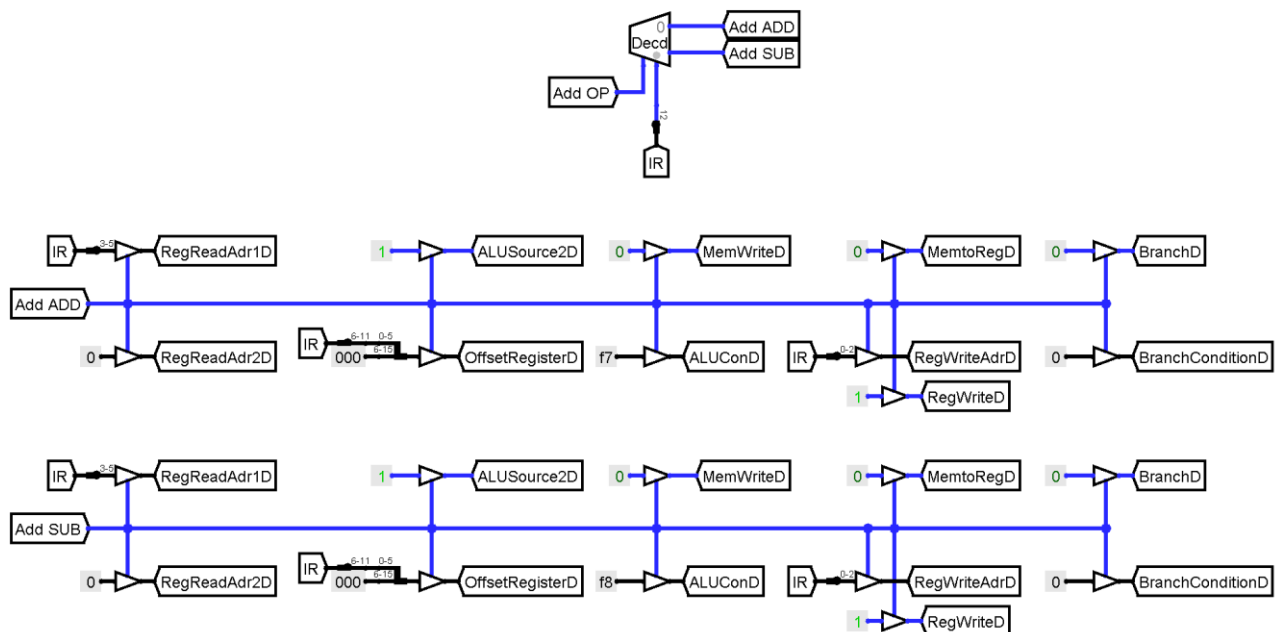 0 Add ADD
Decd Add SUB
Add OP
12
IR
IR 3-5 RegReadAdr1D 1 ALUSource2D 0 MemWriteD 0 MemtoRegD 0 BranchD
Add ADD
0 RegReadAdr2D IR 6-11 0-5 000 6-15 OffsetRegisterD f7 ALUConD IR 0-2 RegWriteAdrD 0 BranchConditionD
1 RegWriteD
IR 3-5 RegReadAdr1D 1 ALUSource2D 0 MemWriteD 0 MemtoRegD 0 BranchD
Add SUB
0 RegReadAdr2D IR 6-11 0-5 000 6-15 OffsetRegisterD f8 ALUConD IR 0-2 RegWriteAdrD 0 BranchConditionD
1 RegWriteD